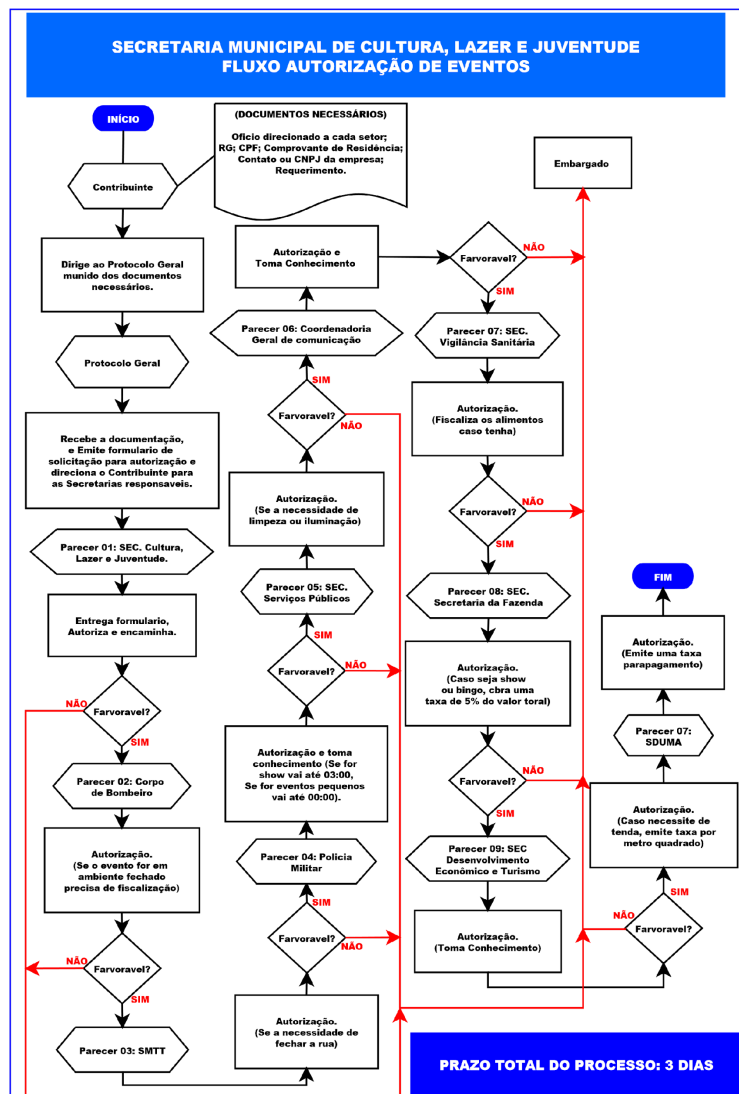 SECRETARIA MUNICIPAL DE CULTURA, LAZER E JUVENTUDE
FLUXO AUTORIZAÇÃO DE EVENTOS
INÍCIO
(DOCUMENTOS NECESSÁRIOS)
Oficio direcionado a cada setor;
RG; CPF; Comprovante de Residência;
Contato ou CNPJ da empresa;
Requerimento.
Contribuinte
Dirige ao Protocolo Geral
munido dos documentos
necessários.
Protocolo Geral
Recebe a documentação,
e Emite formulario de
solicitação para autorização e
direciona o Contribuinte para
as Secretarias responsaveis.
Parecer 01: SEC. Cultura,
Lazer e Juventude.
Entrega formulario,
Autoriza e encaminha.
Farvoravel?
NÃO
SIM
Parecer 02: Corpo
de Bombeiro
Autorização.
(Se o evento for em
ambiente fechado
precisa de fiscalização)
Farvoravel?
NÃO
SIM
Parecer 03: SMTT
Autorização.
(Se a necessidade de
fechar a rua)
Farvoravel?
NÃO
SIM
Parecer 04: Policia
Militar
Autorização e toma
conhecimento (Se for
show vai até 03:00,
Se for eventos pequenos
vai até 00:00).
Farvoravel?
NÃO
SIM
Parecer 05: SEC.
Serviços Públicos
Autorização.
(Se a necessidade de
limpeza ou iluminação)
Farvoravel?
NÃO
SIM
Parecer 06: Coordenadoria
Geral de comunicação
Autorização e
Toma Conhecimento
Farvoravel?
NÃO
SIM
Embargado
Parecer 07: SEC.
Vigilância Sanitária
Autorização.
(Fiscaliza os alimentos
caso tenha)
Farvoravel?
NÃO
SIM
Parecer 08: SEC.
Secretaria da Fazenda
Autorização.
(Caso seja show
ou bingo, cbra uma
taxa de 5% do valor toral)
Farvoravel?
NÃO
SIM
Parecer 09: SEC
Desenvolvimento
Econômico e Turismo
Autorização.
(Toma Conhecimento)
Farvoravel?
NÃO
SIM
Autorização.
(Caso necessite de
tenda, emite taxa por
metro quadrado)
Parecer 07:
SDUMA
Autorização.
(Emite uma taxa
parapagamento)
FIM
PRAZO TOTAL DO PROCESSO: 3 DIAS